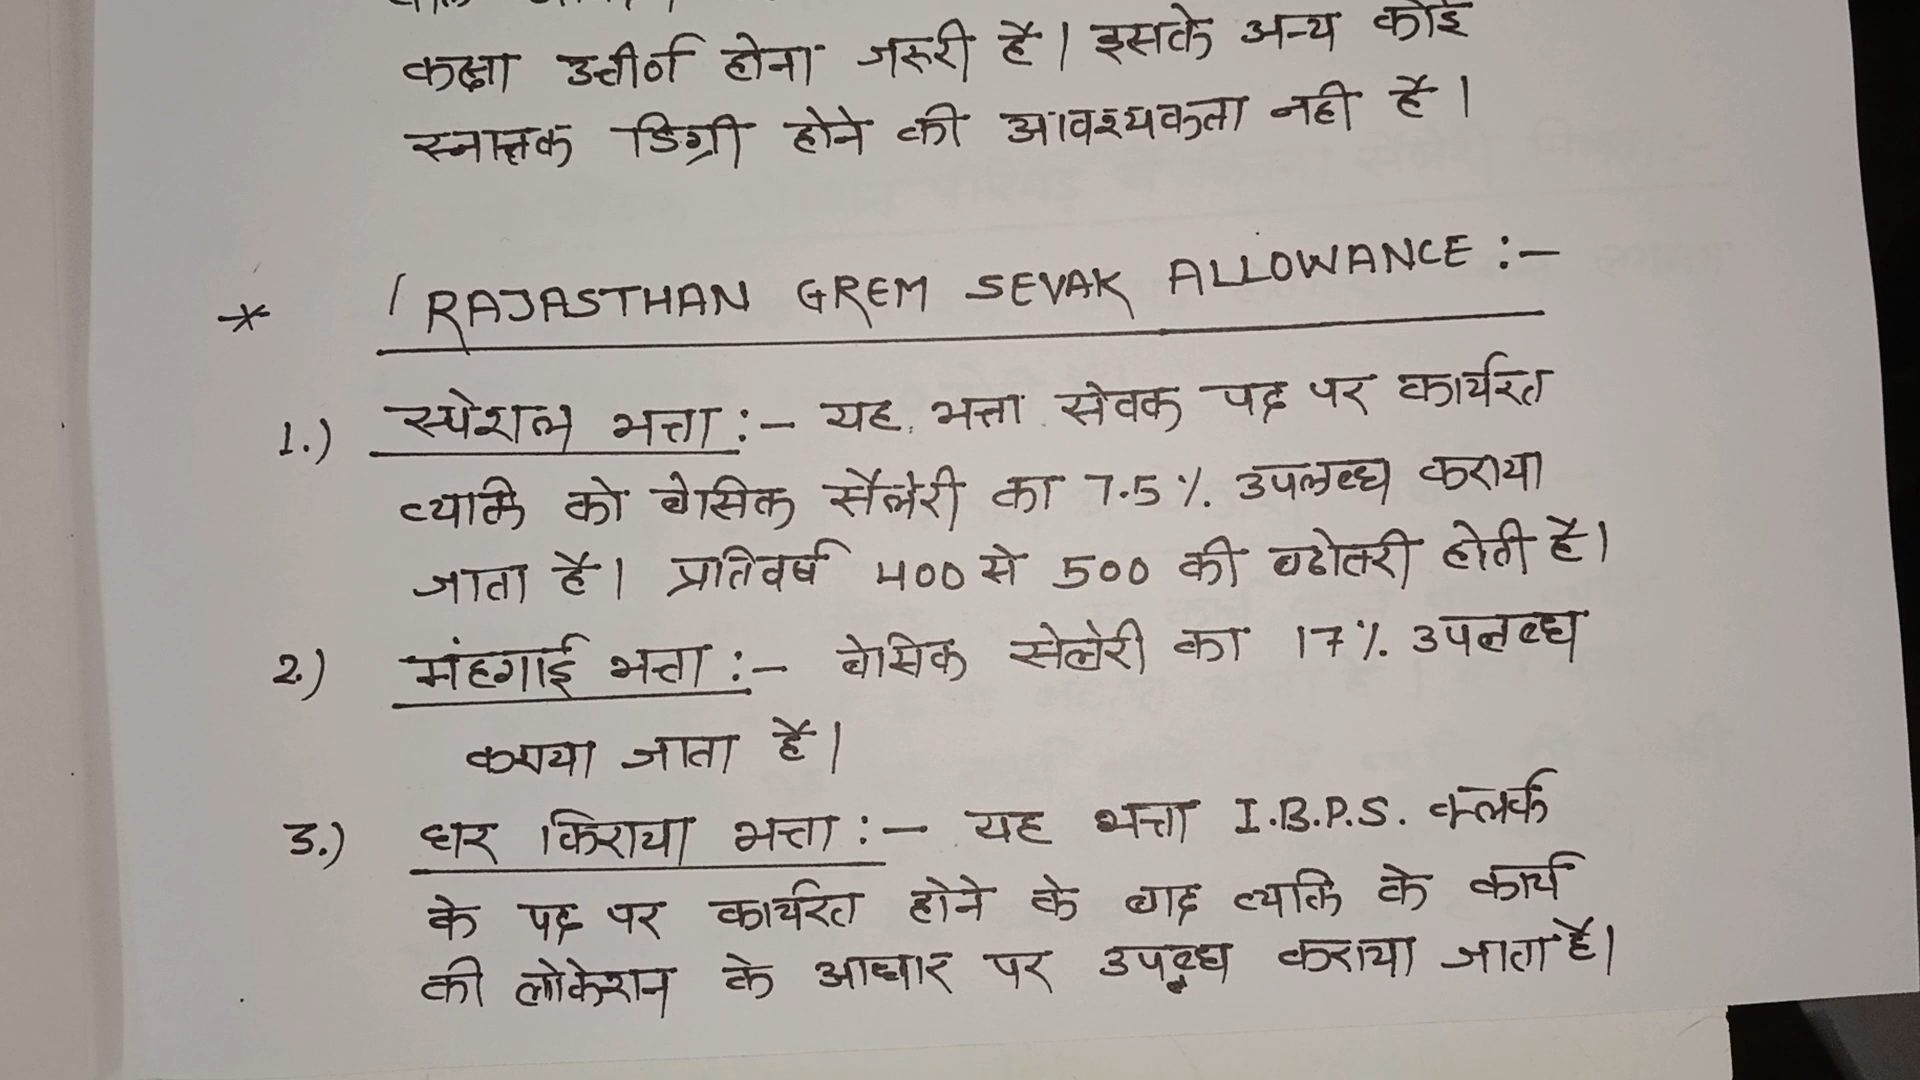 कक्षा उत्तीर्ण होना जरुरी है। इसके अन्य कोई
स्नातक डिग्री होने की आवश्यकता नही है।
* RAJASTHAN GREM SEVAK ALLOWANCE :-
1.) स्पेशल भत्ता :- यह भत्ता सेवक पद पर कार्यरत
व्यक्ति को बेसिक सैलेरी का 7.5%. उपलब्ध कराया
जाता है। प्रतिवर्ष 400 से 500 की बढोतरी होती है।
2.) मंहगाई भत्ता :- बेसिक सेलेरी का 17%. उपलब्ध
कराया जाता है।
3.) घर किराया भत्ता :- यह भत्ता I.B.P.S. क्लर्क
के पद पर कार्यरत होने के बाद व्यक्ति के कार्य
की लोकेशन के आधार पर उपब्ध कराया जाता है।